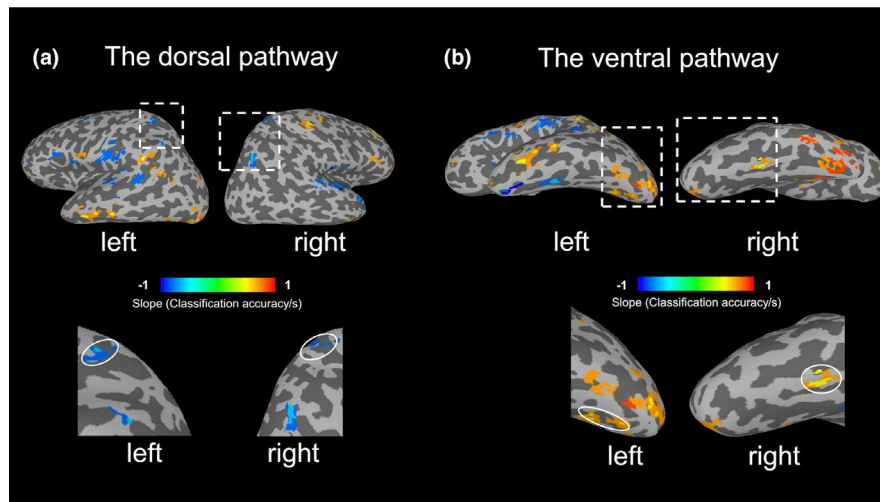 (a) The dorsal pathway
left right
-1 1
Slope (Classification accuracy/s)
left right
(b) The ventral pathway
left right
-1 1
Slope (Classification accuracy/s)
left right